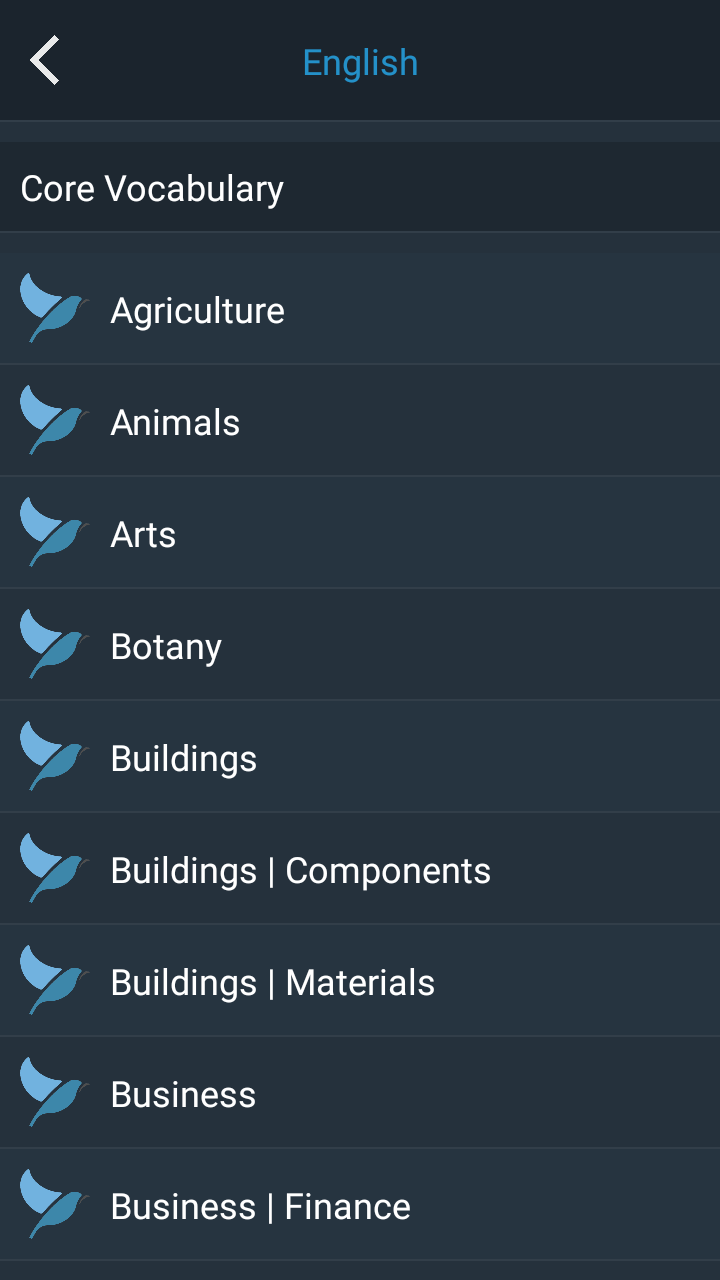 English
Core Vocabulary
Agriculture
Animals
Arts
Botany
Buildings
Buildings | Components
Buildings | Materials
Business
Business | Finance